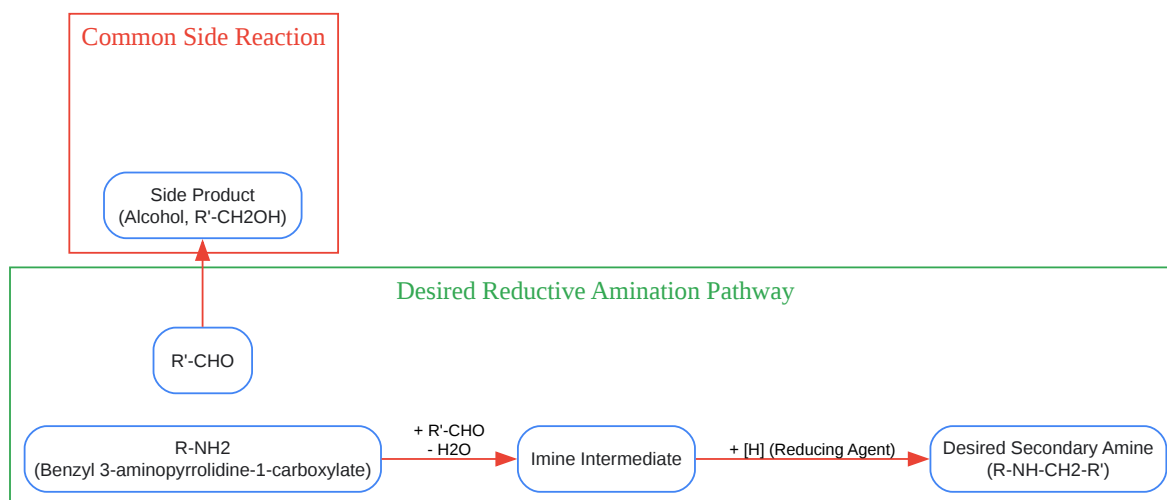 Common Side Reaction
Side Product
(Alcohol, R'-CH2OH)
Desired Reductive Amination Pathway
R'-CHO
R-NH2
(Benzyl 3-aminopyrrolidine-1-carboxylate)
+ R'-CHO
- H2O
Imine Intermediate
+ [H] (Reducing Agent)
Desired Secondary Amine
(R-NH-CH2-R')